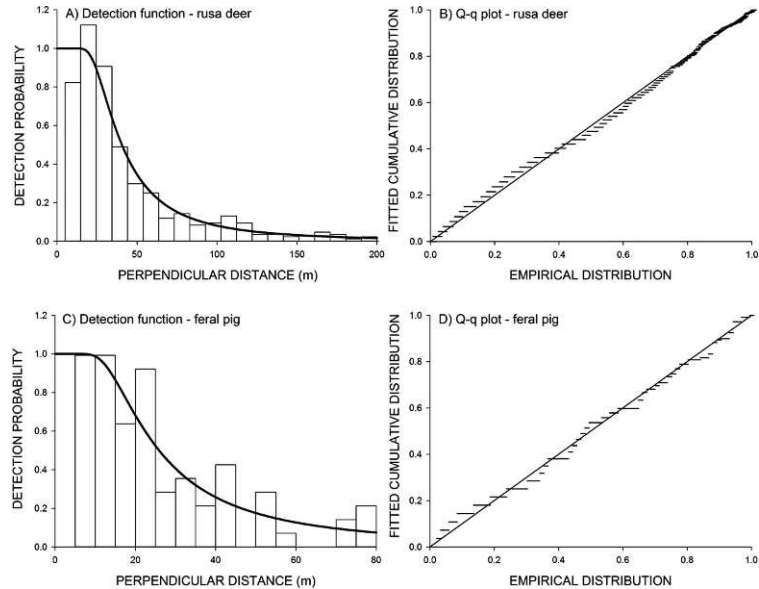 A) Detection function - rusa deer
DETECTION PROBABILITY
1.2
1.0
0.8
0.6
0.4
0.2
0.0
0 50 100 150 200
PERPENDICULAR DISTANCE (m)
B) Q-q plot - rusa deer
FITTED CUMULATIVE DISTRIBUTION
1.0
0.8
0.6
0.4
0.2
0.0
0.0 0.2 0.4 0.6 0.8 1.0
EMPIRICAL DISTRIBUTION
C) Detection function - feral pig
DETECTION PROBABILITY
1.2
1.0
0.8
0.6
0.4
0.2
0.0
0 20 40 60 80
PERPENDICULAR DISTANCE (m)
D) Q-q plot - feral pig
FITTED CUMULATIVE DISTRIBUTION
1.0
0.8
0.6
0.4
0.2
0.0
0.0 0.2 0.4 0.6 0.8 1.0
EMPIRICAL DISTRIBUTION